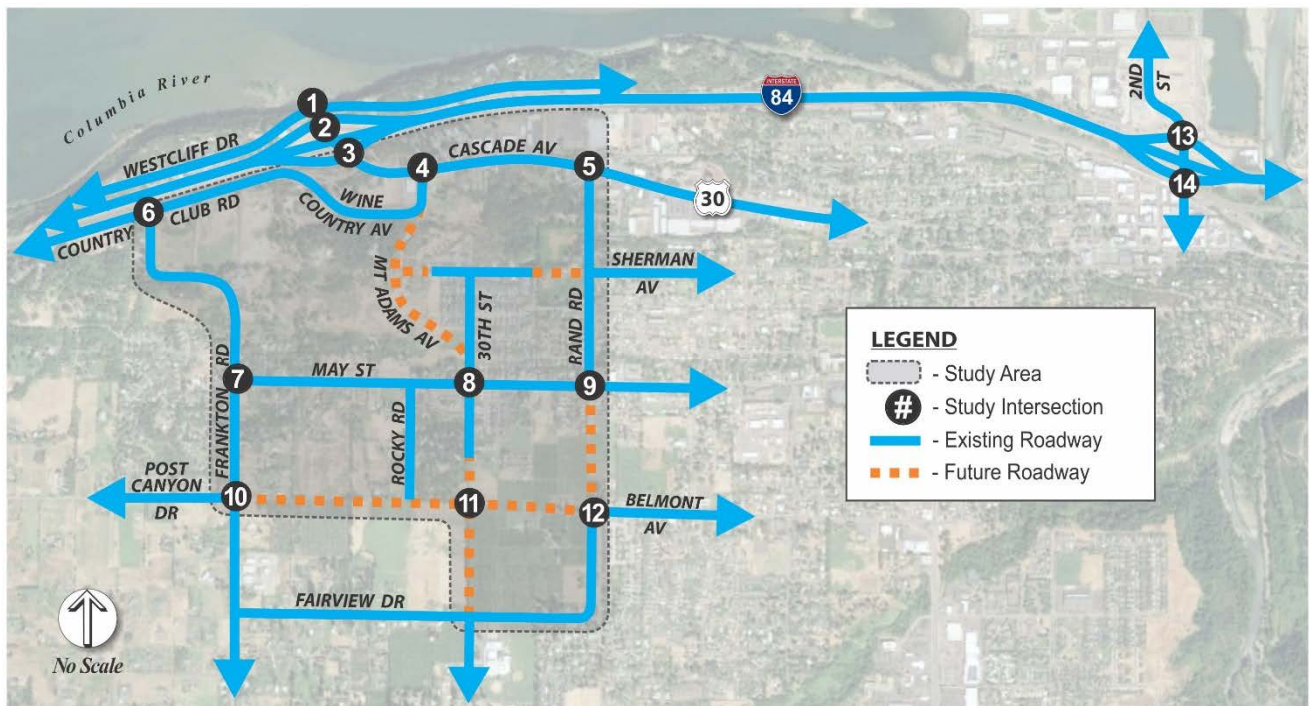 Columbia River
WESTCLIFF DR
1
2
3
4
5
6
INTERSTATE
84
2ND
ST
13
14
CASCADE AV
30
COUNTRY CLUB RD
WINE
COUNTRY AV
MT ADAMS AV
SHERMAN
AV
30TH ST
RAND RD
FRANKTON RD
7
MAY ST
8
9
ROCKY RD
POST
CANYON
DR
10
11
12
BELMONT
AV
FAIRVIEW DR
No Scale
LEGEND
- Study Area
# - Study Intersection
- Existing Roadway
- Future Roadway